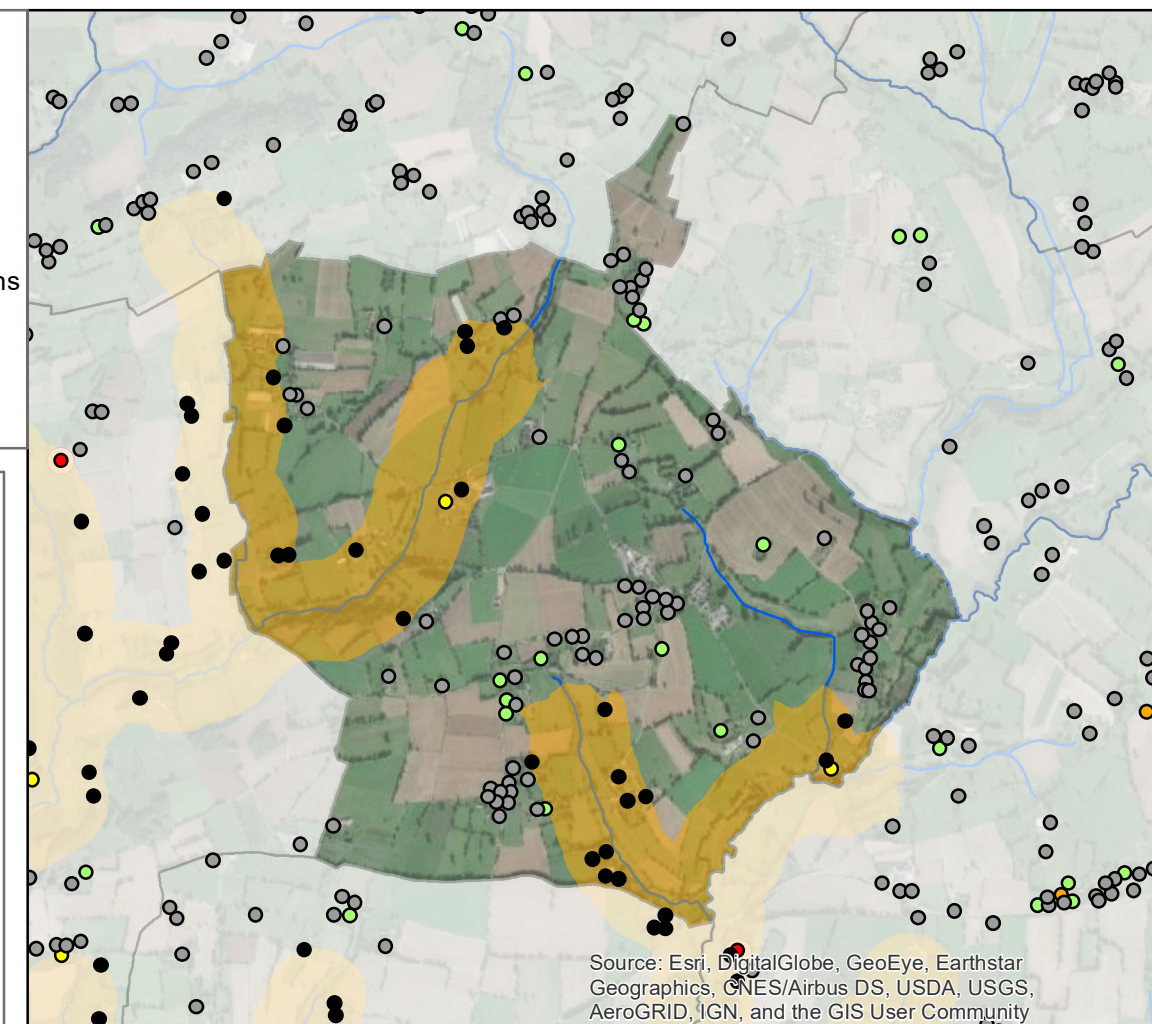 ns
Source: Esri, DigitalGlobe, GeoEye, Earthstar
Geographics, CNES/Airbus DS, USDA, USGS,
AeroGRID, IGN, and the GIS User Community